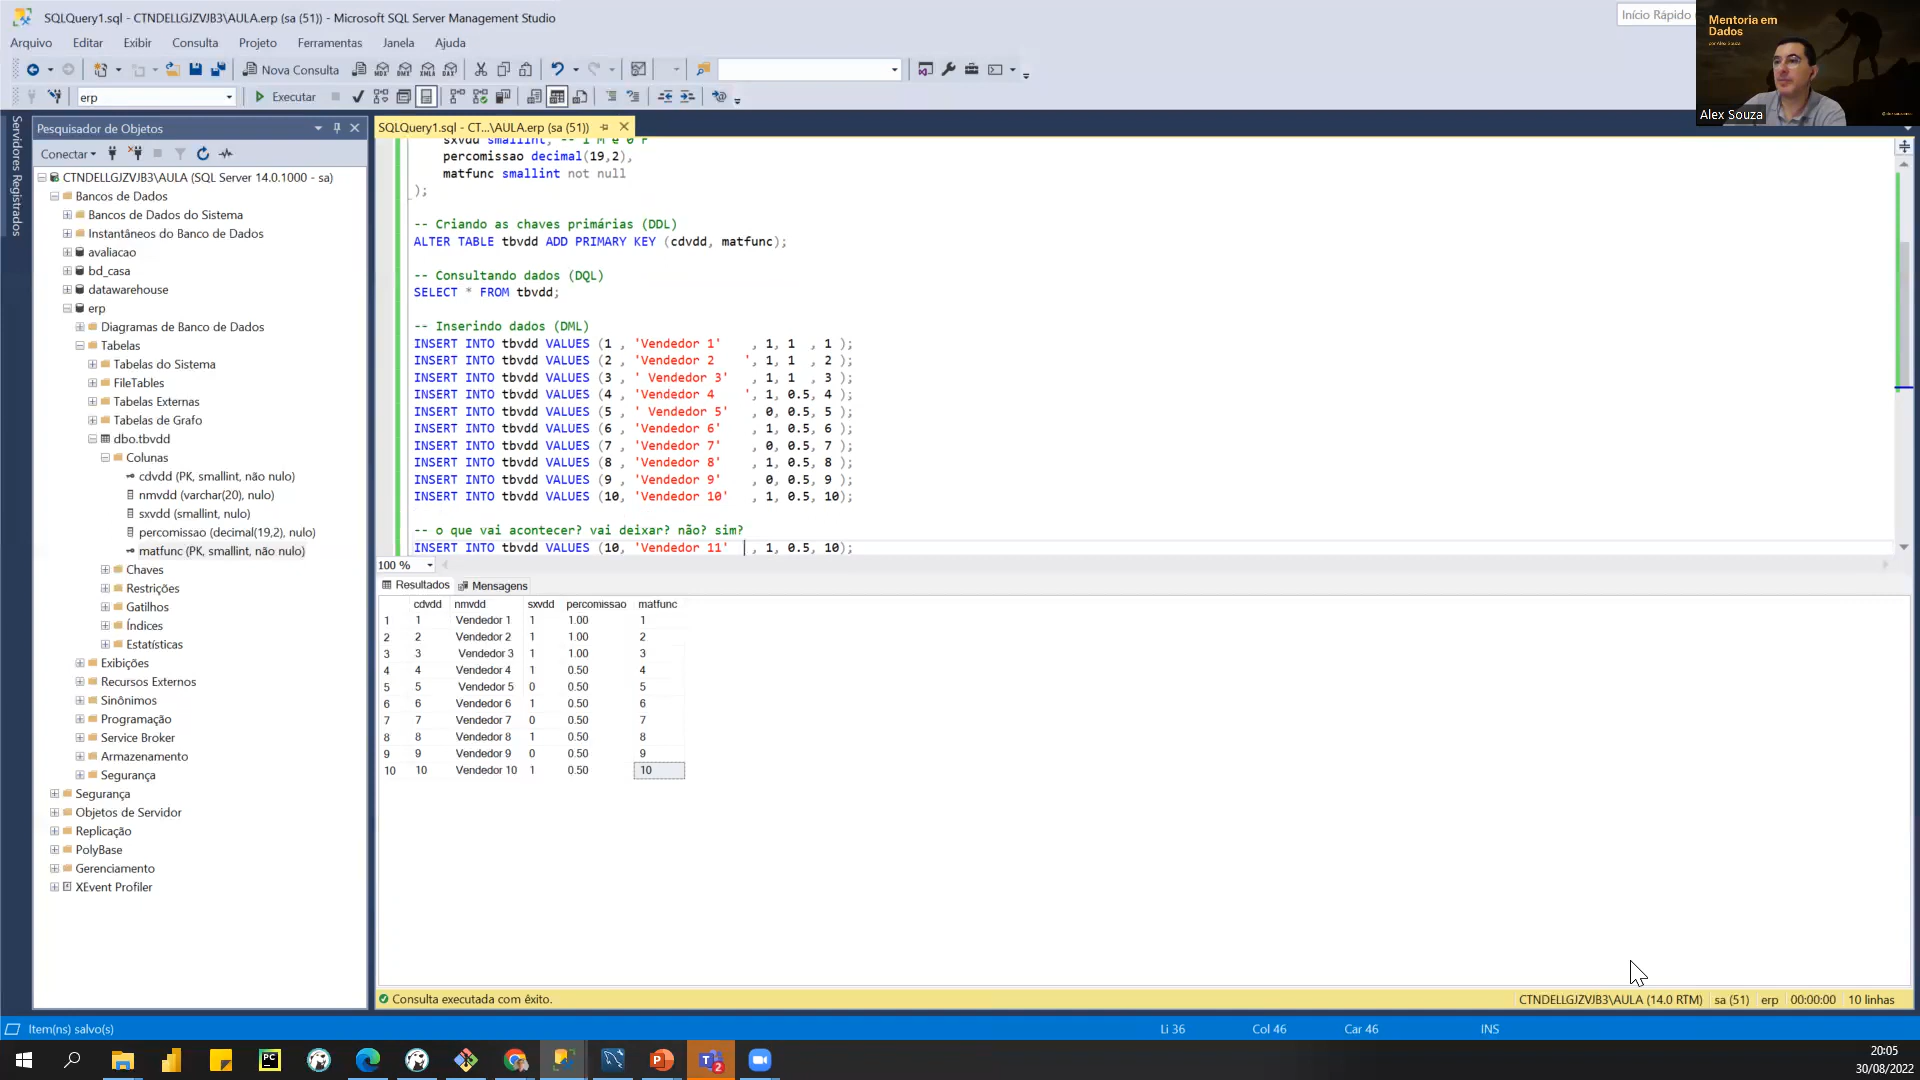 SQLQuery1.sql - CTNDELLGJZVJB3\AULA.erp (sa (51)) - Microsoft SQL Server Management Studio
Início Rápido
Mentoria em
Dados
Alex Souza
Arquivo Editar Exibir Consulta Projeto Ferramentas Janela Ajuda
Nova Consulta
erp
Executar
Servidores Registrados
Pesquisador de Objetos
Conectar
CTNDELLGJZVJB3\AULA (SQL Server 14.0.1000 - sa)
Bancos de Dados
Bancos de Dados do Sistema
Instantâneos do Banco de Dados
avaliacao
bd_casa
datawarehouse
erp
Diagramas de Banco de Dados
Tabelas
Tabelas do Sistema
FileTables
Tabelas Externas
Tabelas de Grafo
dbo.tbvdd
Colunas
cdvdd (PK, smallint, não nulo)
nmvdd (varchar(20), nulo)
sxvdd (smallint, nulo)
percomissao (decimal(19,2), nulo)
matfunc (PK, smallint, não nulo)
Chaves
Restrições
Gatilhos
Índices
Estatísticas
Exibições
Recursos Externos
Sinônimos
Programação
Service Broker
Armazenamento
Segurança
Segurança
Objetos de Servidor
Replicação
PolyBase
Gerenciamento
XEvent Profiler
SQLQuery1.sql - CT...\AULA.erp (sa (51))
sxvdd smallint, -- 1 M e 0 F
percomissao decimal(19,2),
matfunc smallint not null
);
-- Criando as chaves primárias (DDL)
ALTER TABLE tbvdd ADD PRIMARY KEY (cdvdd, matfunc);
-- Consultando dados (DQL)
SELECT * FROM tbvdd;
-- Inserindo dados (DML)
INSERT INTO tbvdd VALUES (1 , 'Vendedor 1'    , 1, 1  , 1 );
INSERT INTO tbvdd VALUES (2 , 'Vendedor 2    ', 1, 1  , 2 );
INSERT INTO tbvdd VALUES (3 , ' Vendedor 3'   , 1, 1  , 3 );
INSERT INTO tbvdd VALUES (4 , 'Vendedor 4    ', 1, 0.5, 4 );
INSERT INTO tbvdd VALUES (5 , ' Vendedor 5'   , 0, 0.5, 5 );
INSERT INTO tbvdd VALUES (6 , 'Vendedor 6'    , 1, 0.5, 6 );
INSERT INTO tbvdd VALUES (7 , 'Vendedor 7'    , 0, 0.5, 7 );
INSERT INTO tbvdd VALUES (8 , 'Vendedor 8'    , 1, 0.5, 8 );
INSERT INTO tbvdd VALUES (9 , 'Vendedor 9'    , 0, 0.5, 9 );
INSERT INTO tbvdd VALUES (10, 'Vendedor 10'   , 1, 0.5, 10);
-- o que vai acontecer? vai deixar? não? sim?
INSERT INTO tbvdd VALUES (10, 'Vendedor 11'   , 1, 0.5, 10);
100 %
Resultados Mensagens
cdvdd nmvdd sxvdd percomissao matfunc
1 1 Vendedor 1 1 1.00 1
2 2 Vendedor 2 1 1.00 2
3 3 Vendedor 3 1 1.00 3
4 4 Vendedor 4 1 0.50 4
5 5 Vendedor 5 0 0.50 5
6 6 Vendedor 6 1 0.50 6
7 7 Vendedor 7 0 0.50 7
8 8 Vendedor 8 1 0.50 8
9 9 Vendedor 9 0 0.50 9
10 10 Vendedor 10 1 0.50 10
Consulta executada com êxito.
CTNDELLGJZVJB3\AULA (14.0 RTM) sa (51) erp 00:00:00 10 linhas
Item(ns) salvo(s)
Li 36 Col 46 Car 46 INS
20:05
30/08/2022